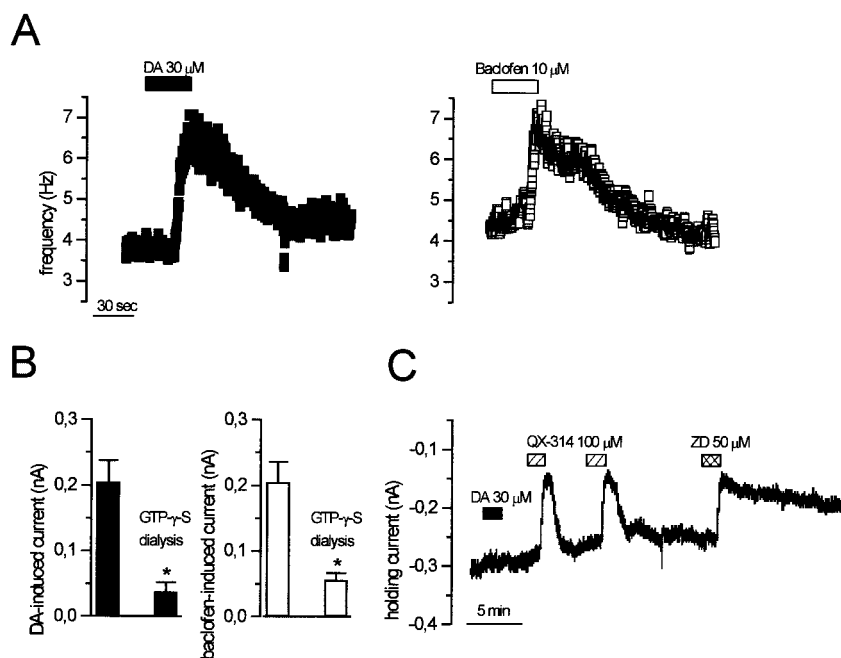 A
DA 30 μM
Baclofen 10 μM
frequency (Hz)
7
6
5
4
3
30 sec
7
6
5
4
3
B
DA-induced current (nA)
0,3
0,2
0,1
0,0
GTP-γ-S
dialysis
*
baclofen-induced current (nA)
0,3
0,2
0,1
0,0
GTP-γ-S
dialysis
*
C
holding current (nA)
-0,1
-0,2
-0,3
-0,4
DA 30 μM
QX-314 100 μM
ZD 50 μM
5 min